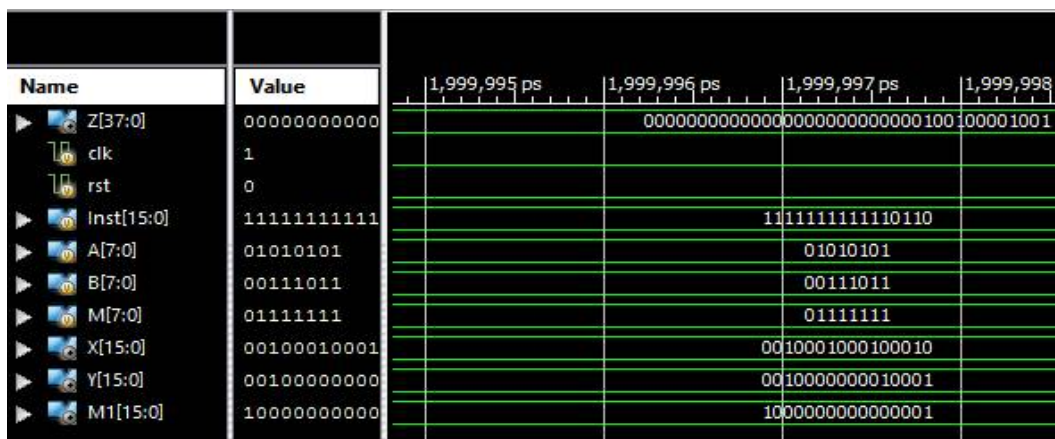 Name Value 1,999,995 ps 1,999,996 ps 1,999,997 ps 1,999,998
Z[37:0] 00000000000 00000000000000000000000000100100001001
clk 1
rst 0
Inst[15:0] 11111111111 1111111111110110
A[7:0] 01010101 01010101
B[7:0] 00111011 00111011
M[7:0] 01111111 01111111
X[15:0] 00100010001 0010001000100010
Y[15:0] 00100000000 0010000000010001
M1[15:0] 10000000000 1000000000000001